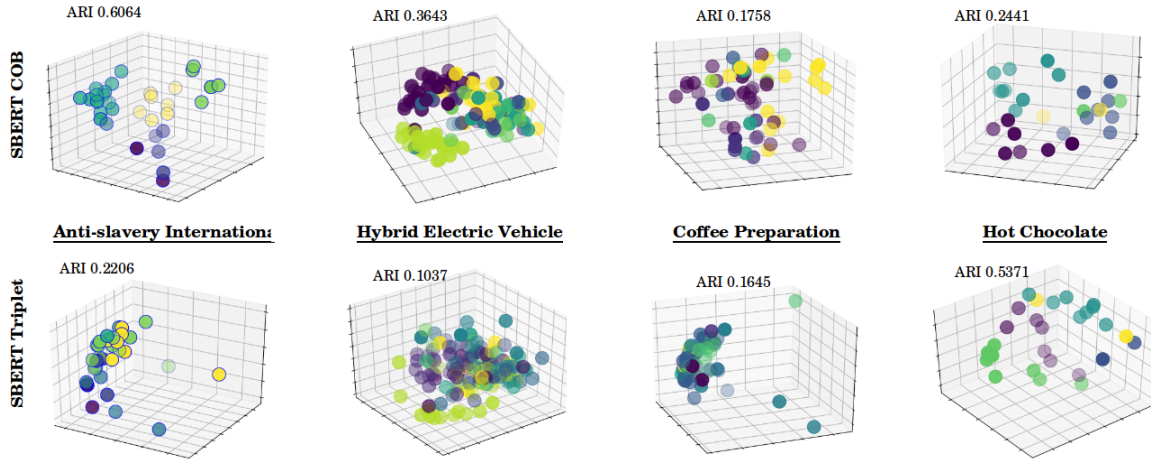 ARI 0.6064
ARI 0.3643
ARI 0.1758
ARI 0.2441
SBERT COB
Anti-slavery Internationa
Hybrid Electric Vehicle
Coffee Preparation
Hot Chocolate
ARI 0.2206
ARI 0.1037
ARI 0.1645
ARI 0.5371
SBERT Triplet